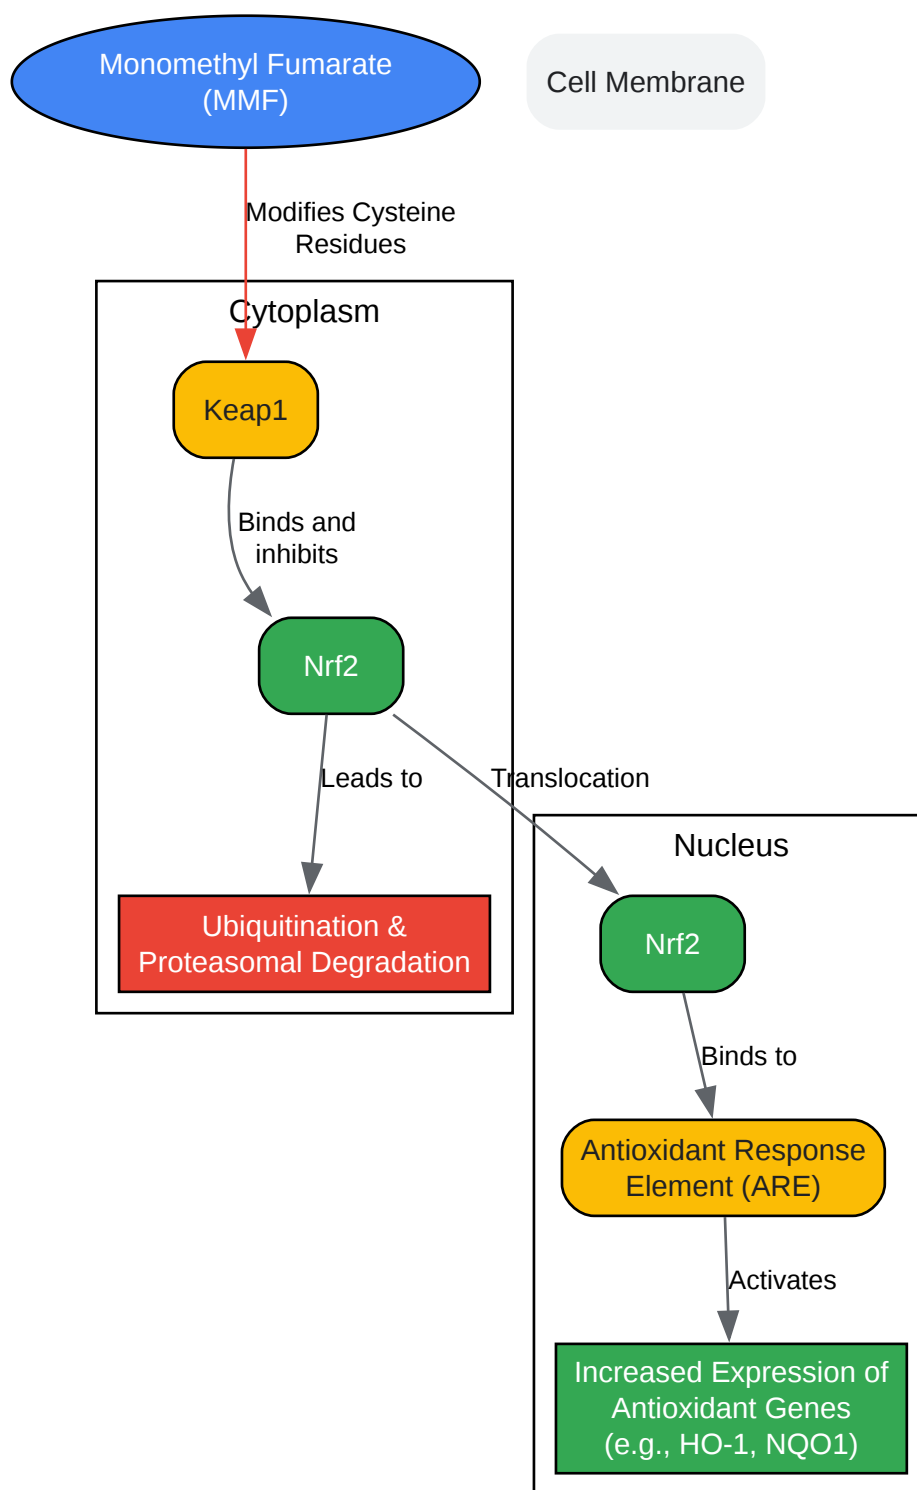 Monomethyl Fumarate
(MMF)
Cell Membrane
Modifies Cysteine
Residues
Cytoplasm
Keap1
Binds and
inhibits
Nrf2
Leads to
Translocation
Nucleus
Ubiquitination &
Proteasomal Degradation
Nrf2
Binds to
Antioxidant Response
Element (ARE)
Activates
Increased Expression of
Antioxidant Genes
(e.g., HO-1, NQO1)